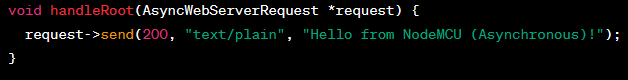 void handleRoot(AsyncWebServerRequest *request) {
  request->send(200, "text/plain", "Hello from NodeMCU (Asynchronous)!");
}